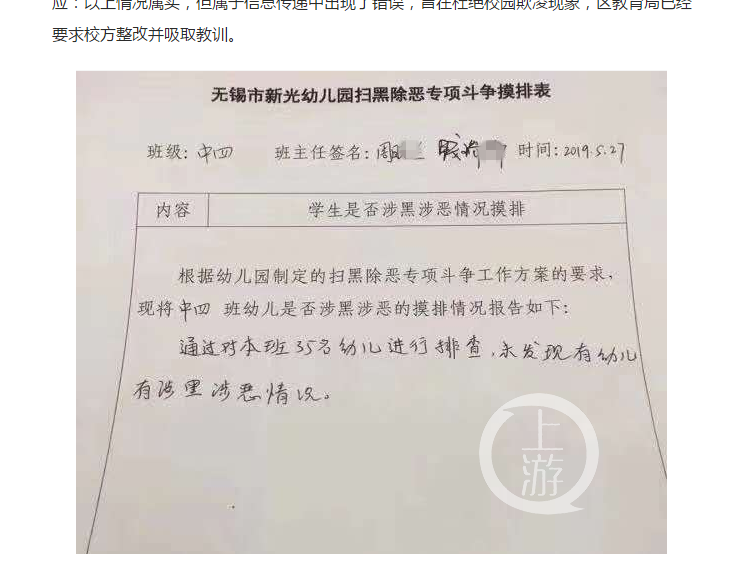 应：以上情况属实，但属于信息传递中出现了错误，旨在杜绝校园欺凌现象，区教育局已经
要求校方整改并吸取教训。
无锡市新光幼儿园扫黑除恶专项斗争摸排表
班级：中四 班主任签名：周 时间：2019.5.27
内容 学生是否涉黑涉恶情况摸排
根据幼儿园制定的扫黑除恶专项斗争工作方案的要求，
现将中四 班幼儿是否涉黑涉恶的摸排情况报告如下：
通过对本班35名幼儿进行排查，未发现有幼儿
有涉黑涉恶情况。
上游